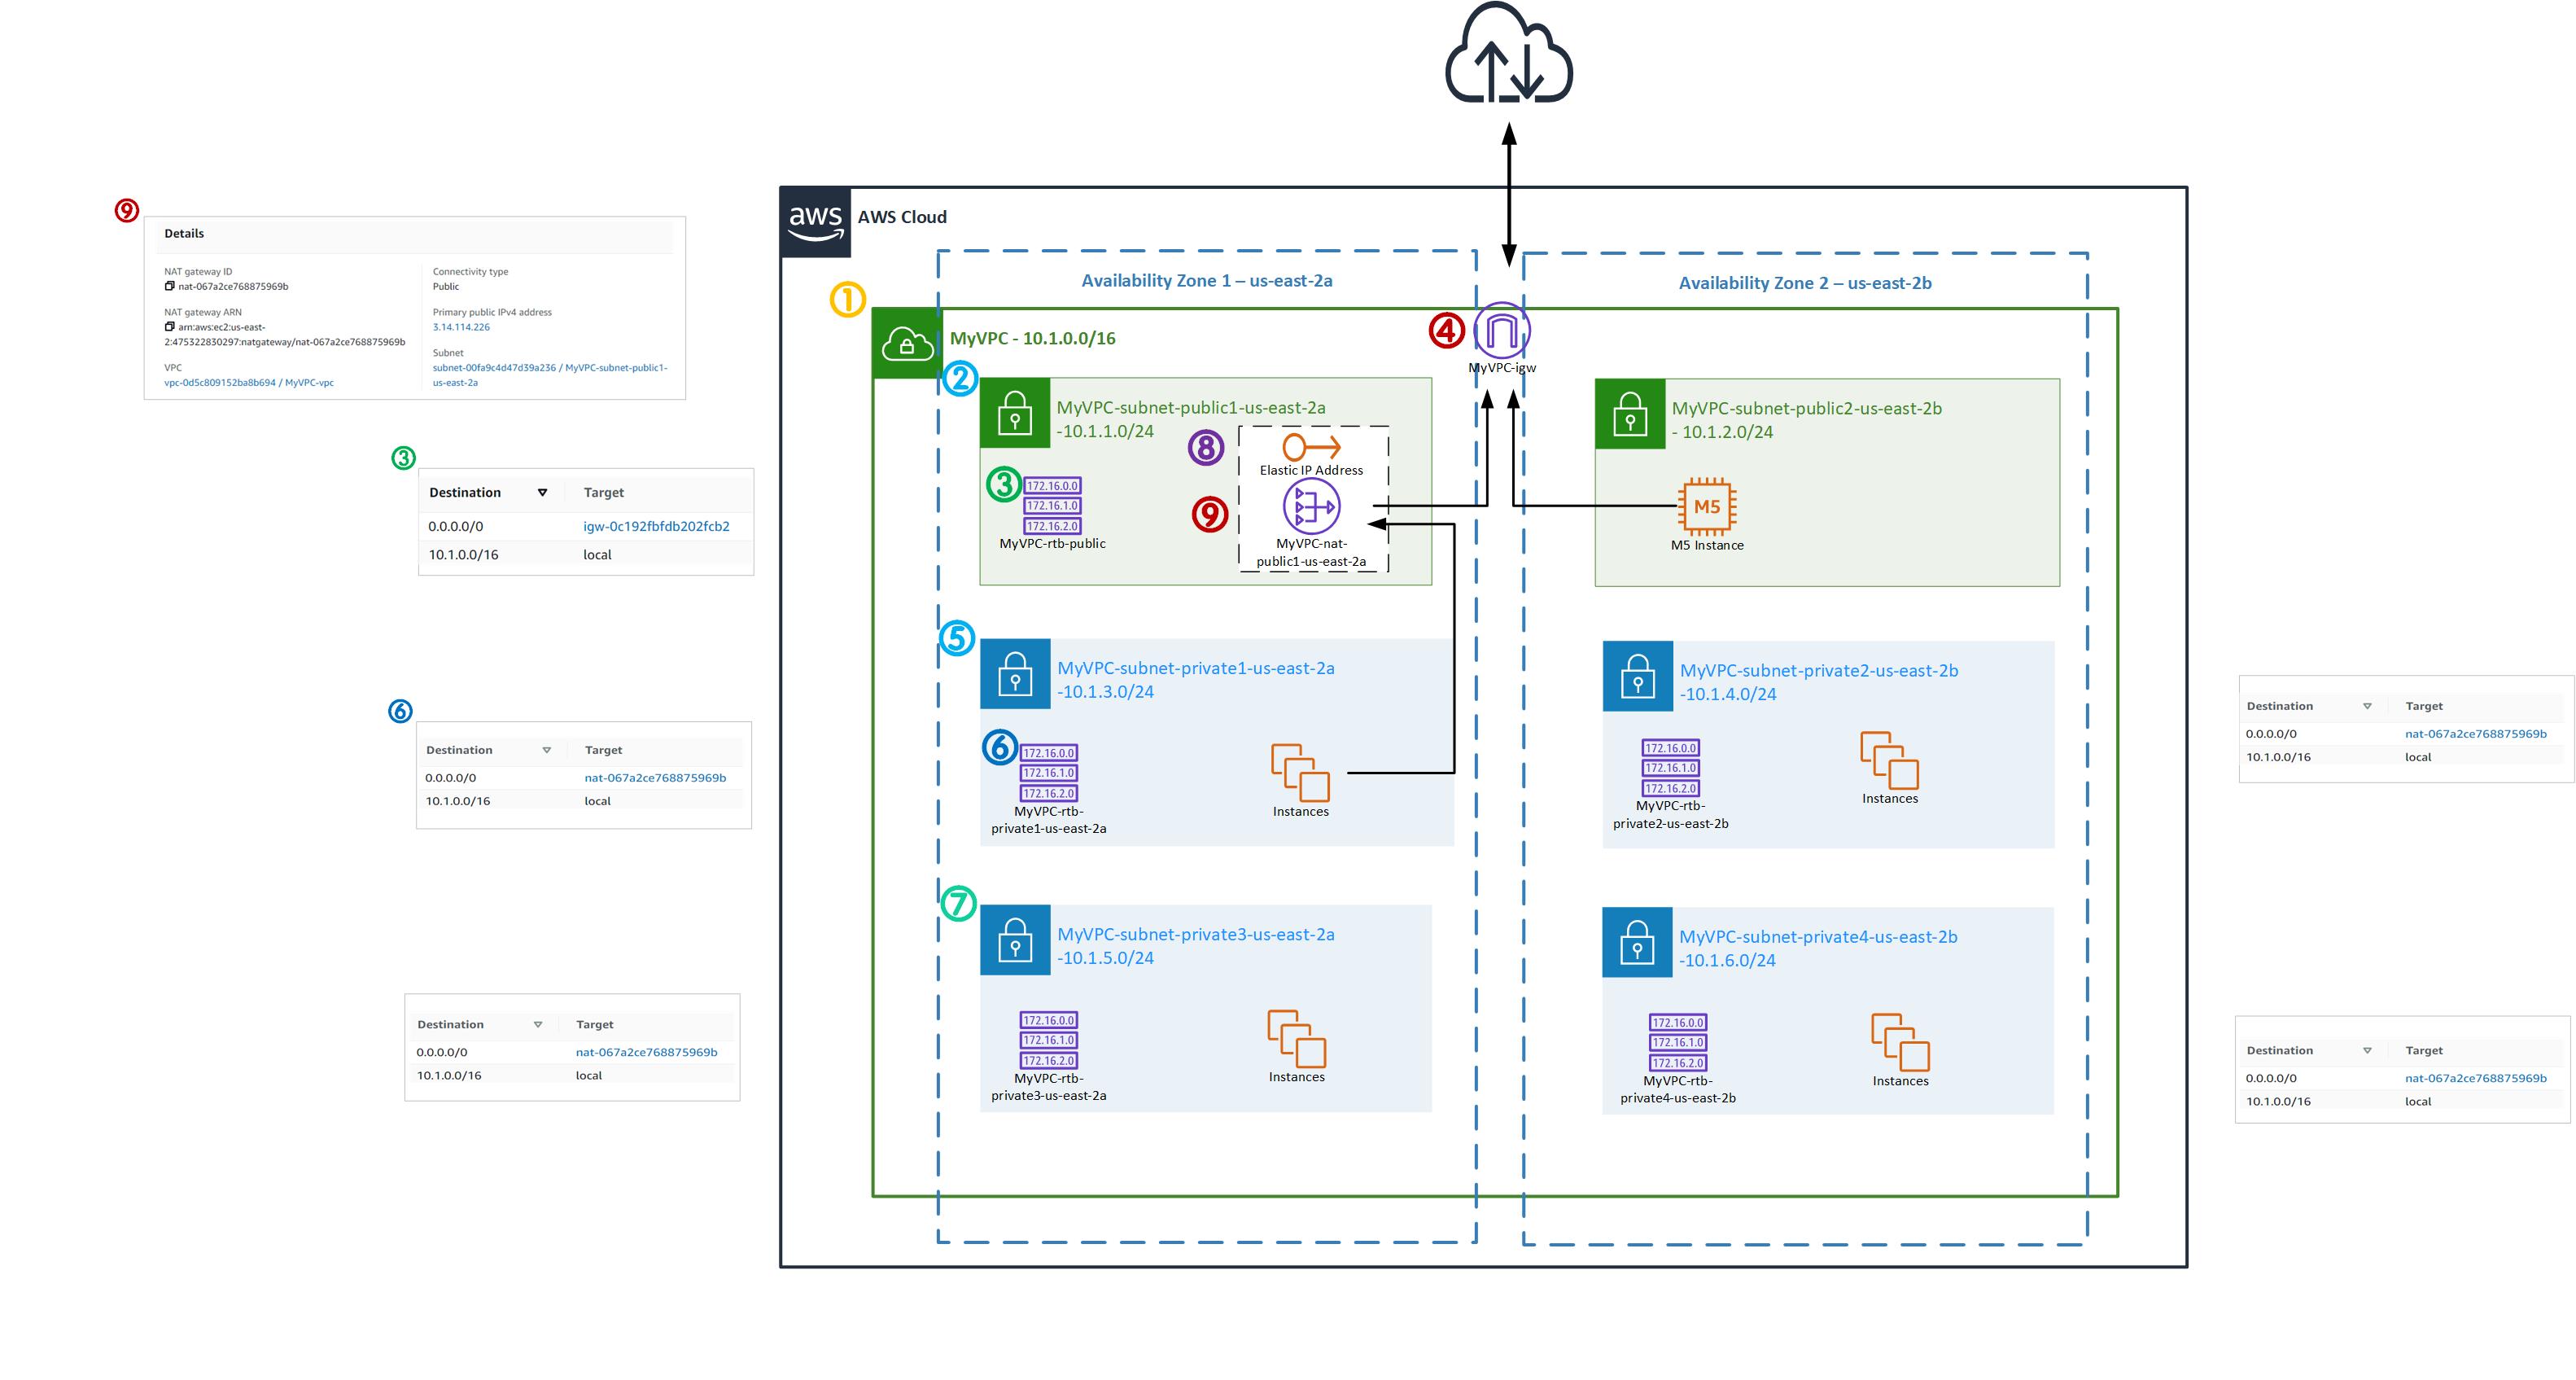 aws
AWS Cloud
Availability Zone 1 – us-east-2a
Availability Zone 2 – us-east-2b
①
MyVPC - 10.1.0.0/16
④
MyVPC-igw
②
MyVPC-subnet-public1-us-east-2a
-10.1.1.0/24
③
172.16.0.0
172.16.1.0
172.16.2.0
MyVPC-rtb-public
⑧
Elastic IP Address
⑨
MyVPC-nat-
public1-us-east-2a
MyVPC-subnet-public2-us-east-2b
- 10.1.2.0/24
M5
M5 Instance
⑤
MyVPC-subnet-private1-us-east-2a
-10.1.3.0/24
⑥
172.16.0.0
172.16.1.0
172.16.2.0
MyVPC-rtb-
private1-us-east-2a
Instances
MyVPC-subnet-private2-us-east-2b
-10.1.4.0/24
172.16.0.0
172.16.1.0
172.16.2.0
MyVPC-rtb-
private2-us-east-2b
Instances
⑦
MyVPC-subnet-private3-us-east-2a
-10.1.5.0/24
172.16.0.0
172.16.1.0
172.16.2.0
MyVPC-rtb-
private3-us-east-2a
Instances
MyVPC-subnet-private4-us-east-2b
-10.1.6.0/24
172.16.0.0
172.16.1.0
172.16.2.0
MyVPC-rtb-
private4-us-east-2b
Instances
⑨
Details
NAT gateway ID
nat-067a2ce768875969b
NAT gateway ARN
arn:aws:ec2:us-east-
2:475322830297:natgateway/nat-067a2ce768875969b
VPC
vpc-0d5c809152ba8b694 / MyVPC-vpc
Connectivity type
Public
Primary public IPv4 address
3.14.114.226
Subnet
subnet-00fa9c4d47d39a236 / MyVPC-subnet-public1-
us-east-2a
③
Destination Target
0.0.0.0/0 igw-0c192fbfdb202fcb2
10.1.0.0/16 local
⑥
Destination Target
0.0.0.0/0 nat-067a2ce768875969b
10.1.0.0/16 local
Destination Target
0.0.0.0/0 nat-067a2ce768875969b
10.1.0.0/16 local
Destination Target
0.0.0.0/0 nat-067a2ce768875969b
10.1.0.0/16 local
Destination Target
0.0.0.0/0 nat-067a2ce768875969b
10.1.0.0/16 local